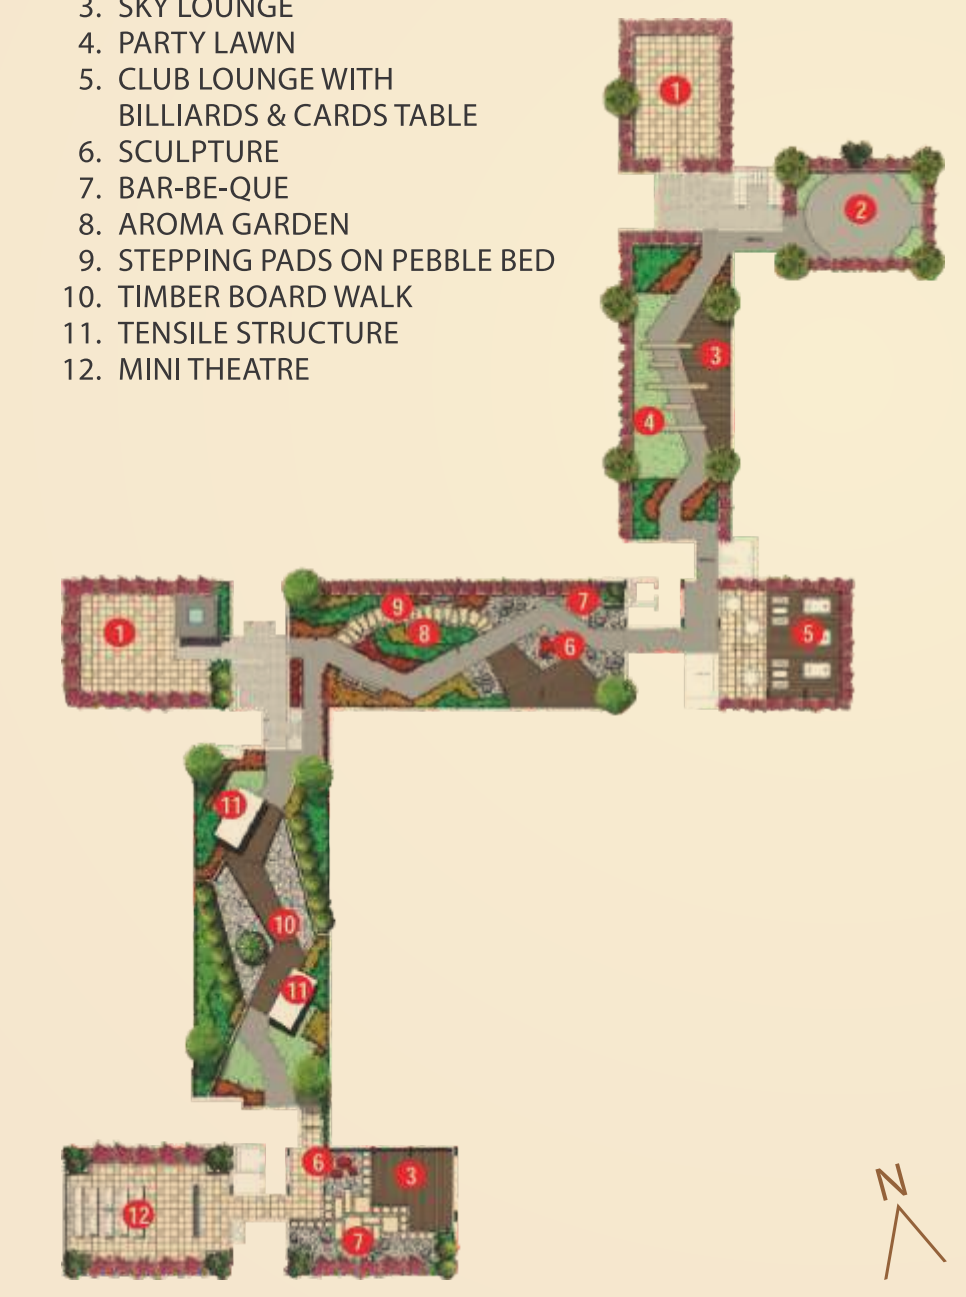 3. SKY LOUNGE
4. PARTY LAWN
5. CLUB LOUNGE WITH
BILLIARDS & CARDS TABLE
6. SCULPTURE
7. BAR-BE-QUE
8. AROMA GARDEN
9. STEPPING PADS ON PEBBLE BED
10. TIMBER BOARD WALK
11. TENSILE STRUCTURE
12. MINI THEATRE
1
2
3
4
9
7
8
6
1
5
11
10
11
6
3
12
7
N